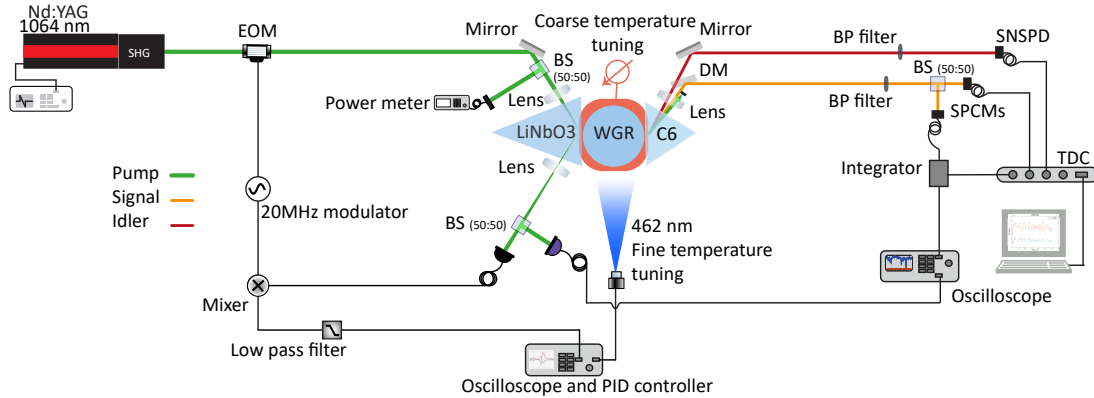 Nd:YAG
1064 nm
SHG
EOM
Mirror
BS
(50:50)
Coarse temperature
tuning
Mirror
DM
BP filter
SNSPD
BS (50:50)
Power meter
Lens
Lens
BP filter
SPCMs
LiNbO3
WGR
C6
Lens
Integrator
TDC
Pump
Signal
Idler
20MHz modulator
BS (50:50)
462 nm
Fine temperature
tuning
Mixer
Oscilloscope
Low pass filter
Oscilloscope and PID controller